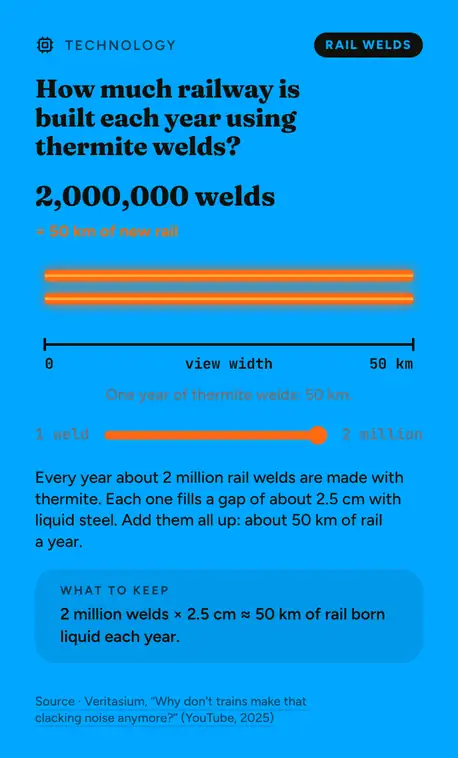 TECHNOLOGY
RAIL WELDS
How much railway is
built each year using
thermite welds?
2,000,000 welds
≈ 50 km of new rail
0 view width 50 km
One year of thermite welds: 50 km
1 weld 2 million
Every year about 2 million rail welds are made with
thermite. Each one fills a gap of about 2.5 cm with
liquid steel. Add them all up: about 50 km of rail
a year.
WHAT TO KEEP
2 million welds × 2.5 cm ≈ 50 km of rail born
liquid each year.
Source · Veritasium, “Why don't trains make that
clacking noise anymore?” (YouTube, 2025)